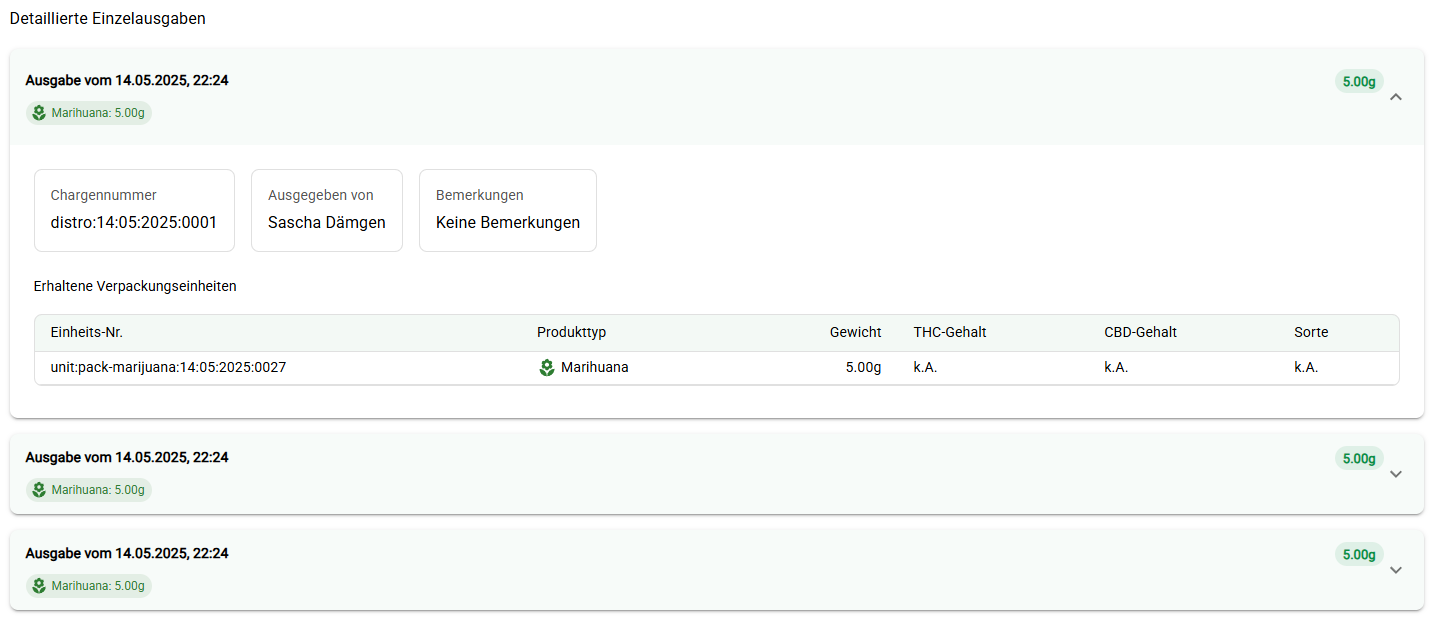 Detaillierte Einzelausgaben
Ausgabe vom 14.05.2025, 22:24
5.00g
Marihuana: 5.00g
Chargennummer
distro:14:05:2025:0001
Ausgegeben von
Sascha Dämgen
Bemerkungen
Keine Bemerkungen
Erhaltene Verpackungseinheiten
Einheits-Nr. Produkttyp Gewicht THC-Gehalt CBD-Gehalt Sorte
unit:pack-marijuana:14:05:2025:0027 Marihuana 5.00g k.A. k.A. k.A.
Ausgabe vom 14.05.2025, 22:24
5.00g
Marihuana: 5.00g
Ausgabe vom 14.05.2025, 22:24
5.00g
Marihuana: 5.00g